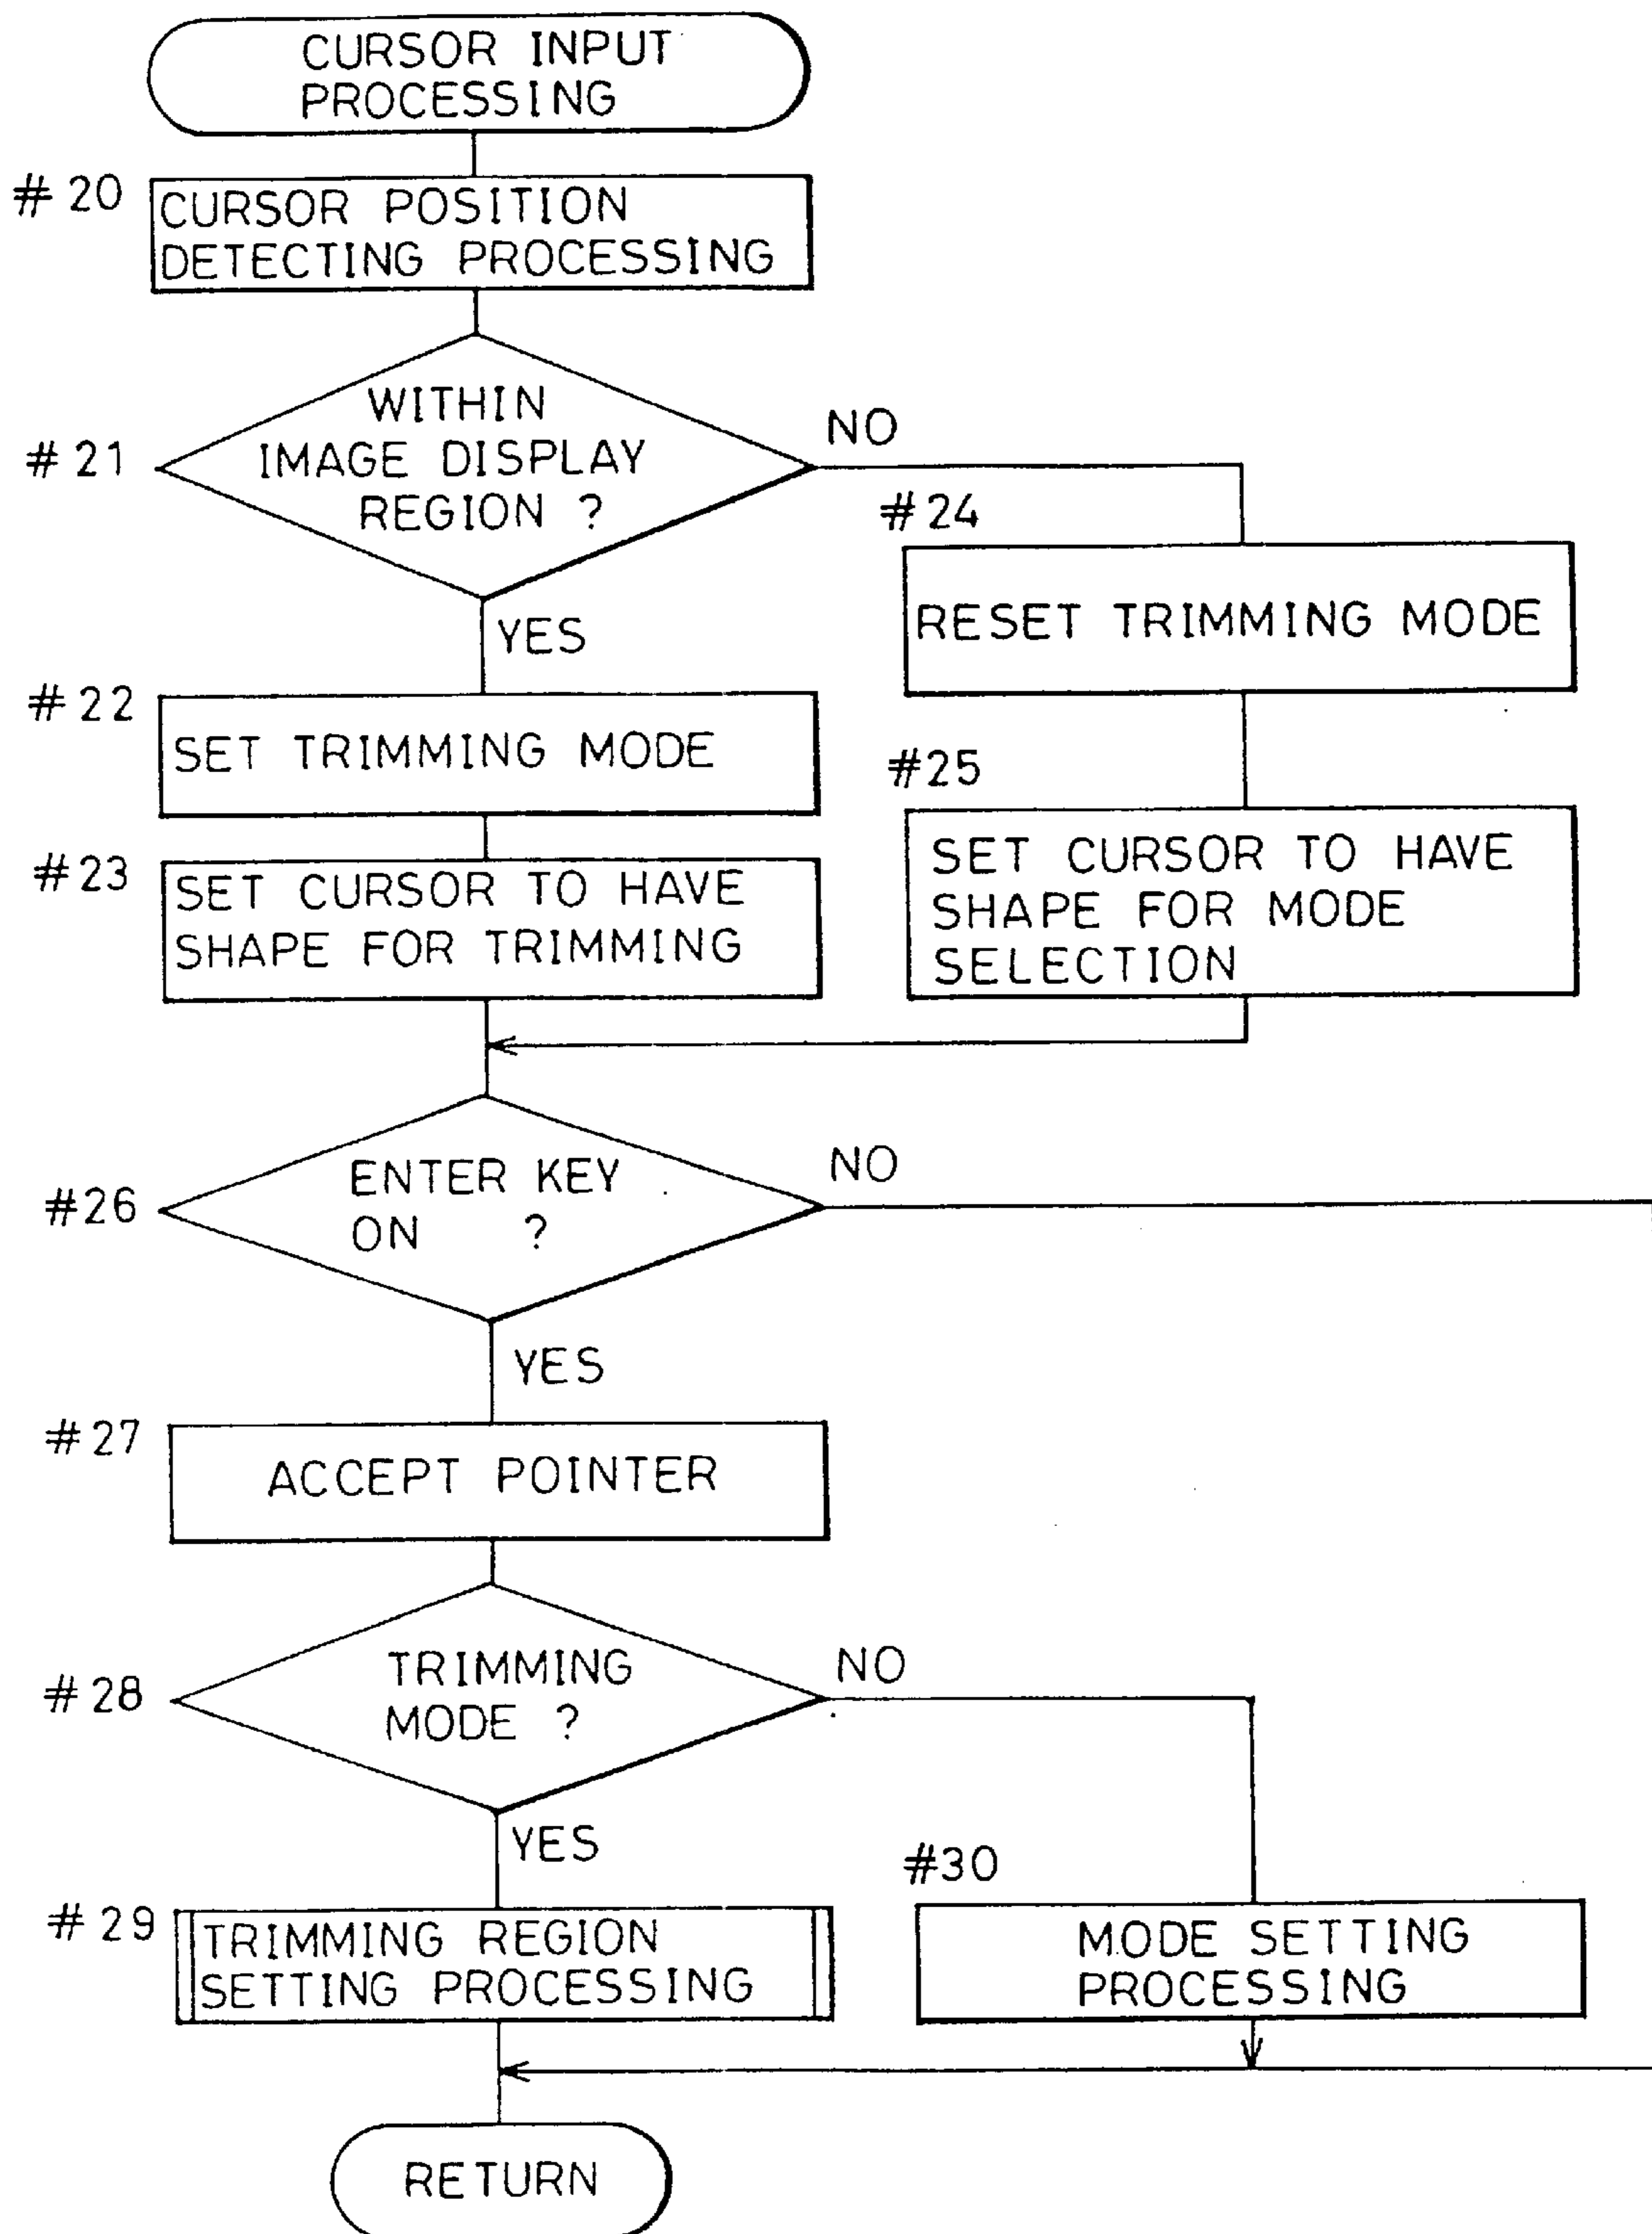 CURSOR INPUT
PROCESSING
# 20
CURSOR POSITION
DETECTING PROCESSING
# 21
WITHIN
IMAGE DISPLAY
REGION ?
NO
YES
#24
RESET TRIMMING MODE
# 22
SET TRIMMING MODE
#25
SET CURSOR TO HAVE
SHAPE FOR MODE
SELECTION
#23
SET CURSOR TO HAVE
SHAPE FOR TRIMMING
#26
ENTER KEY
ON ?
NO
YES
#27
ACCEPT POINTER
#28
TRIMMING
MODE ?
NO
YES
#29
TRIMMING REGION
SETTING PROCESSING
#30
MODE SETTING
PROCESSING
RETURN